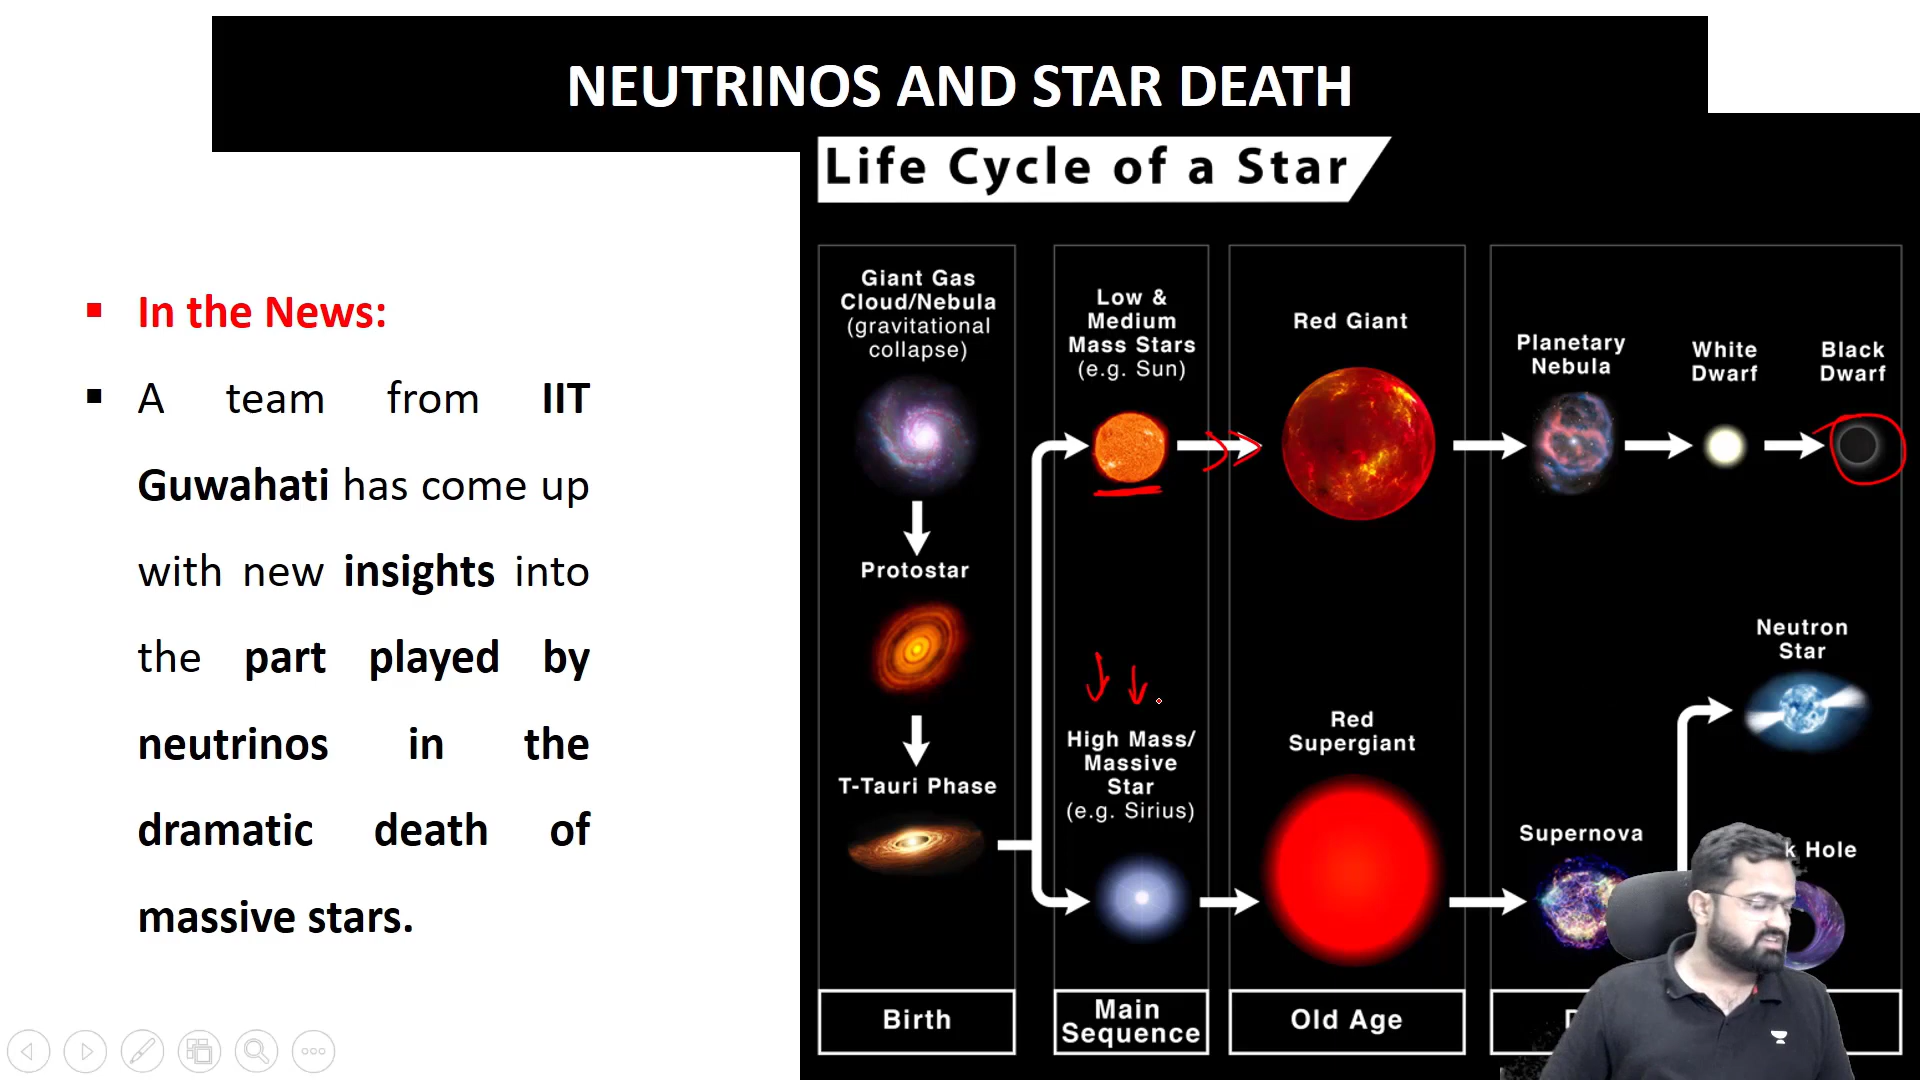 NEUTRINOS AND STAR DEATH
In the News:
A team from IIT
Guwahati has come up
with new insights into
the part played by
neutrinos in the
dramatic death of
massive stars.
Life Cycle of a Star
Giant Gas
Cloud/Nebula
(gravitational
collapse)
Protostar
T-Tauri Phase
Birth
Low &
Medium
Mass Stars
(e.g. Sun)
High Mass/
Massive
Star
(e.g. Sirius)
Main
Sequence
Red Giant
Red
Supergiant
Old Age
Planetary
Nebula
White
Dwarf
Black
Dwarf
Neutron
Star
Supernova
k Hole